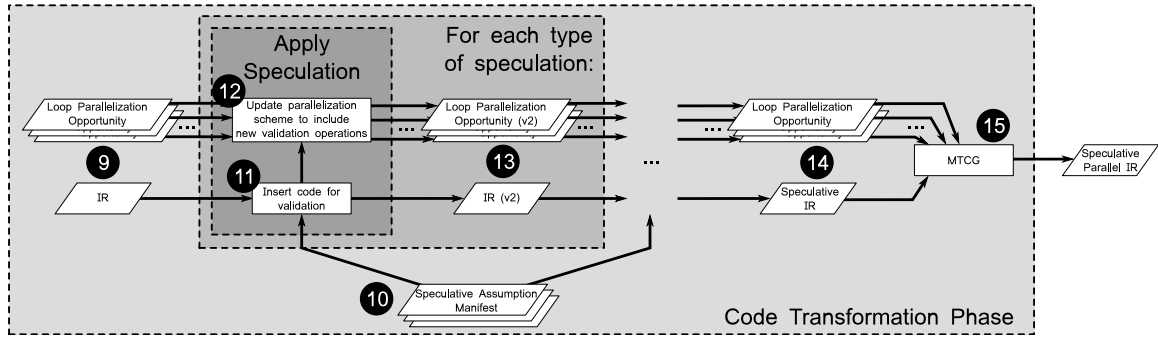 Apply
Speculation
For each type
of speculation:
12
Loop Parallelization
Opportunity
...
Update parallelization
scheme to include
new validation operations
...
Loop Parallelization
Opportunity (v2)
...
...
Loop Parallelization
Opportunity
...
15
9
11
13
...
14
MTCG
Speculative
Parallel IR
IR
Insert code for
validation
IR (v2)
Speculative
IR
10
Speculative Assumption
Manifest
Code Transformation Phase